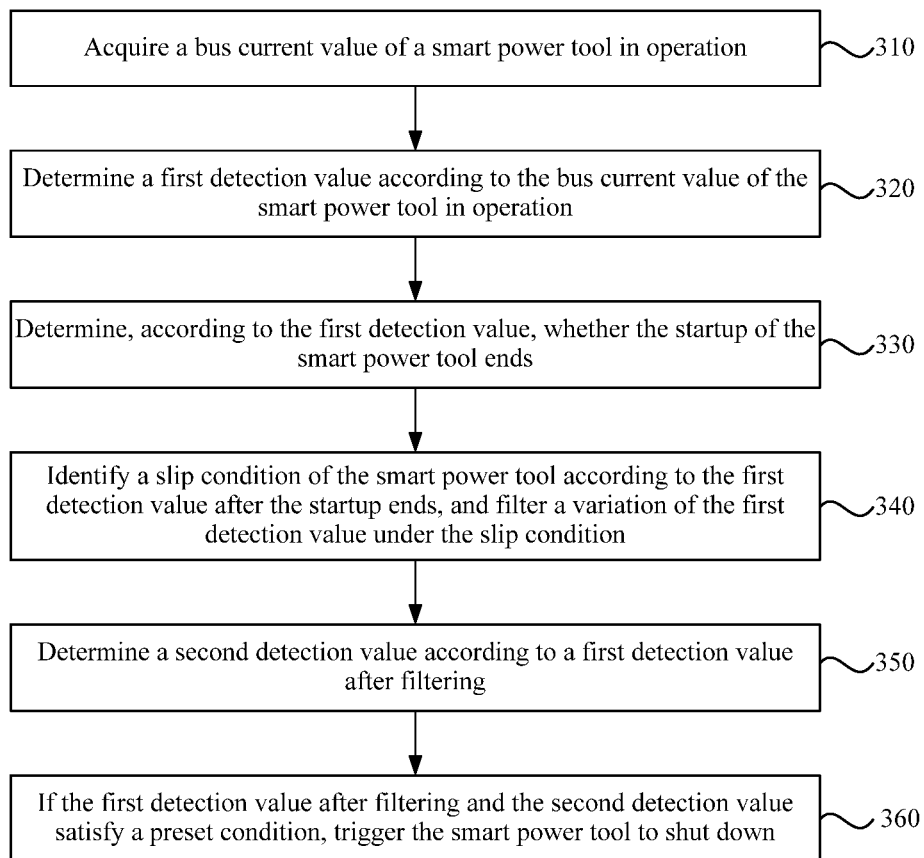 Acquire a bus current value of a smart power tool in operation
310
Determine a first detection value according to the bus current value of the
smart power tool in operation
320
Determine, according to the first detection value, whether the startup of the
smart power tool ends
330
Identify a slip condition of the smart power tool according to the first
detection value after the startup ends, and filter a variation of the first
detection value under the slip condition
340
Determine a second detection value according to a first detection value
after filtering
350
If the first detection value after filtering and the second detection value
satisfy a preset condition, trigger the smart power tool to shut down
360